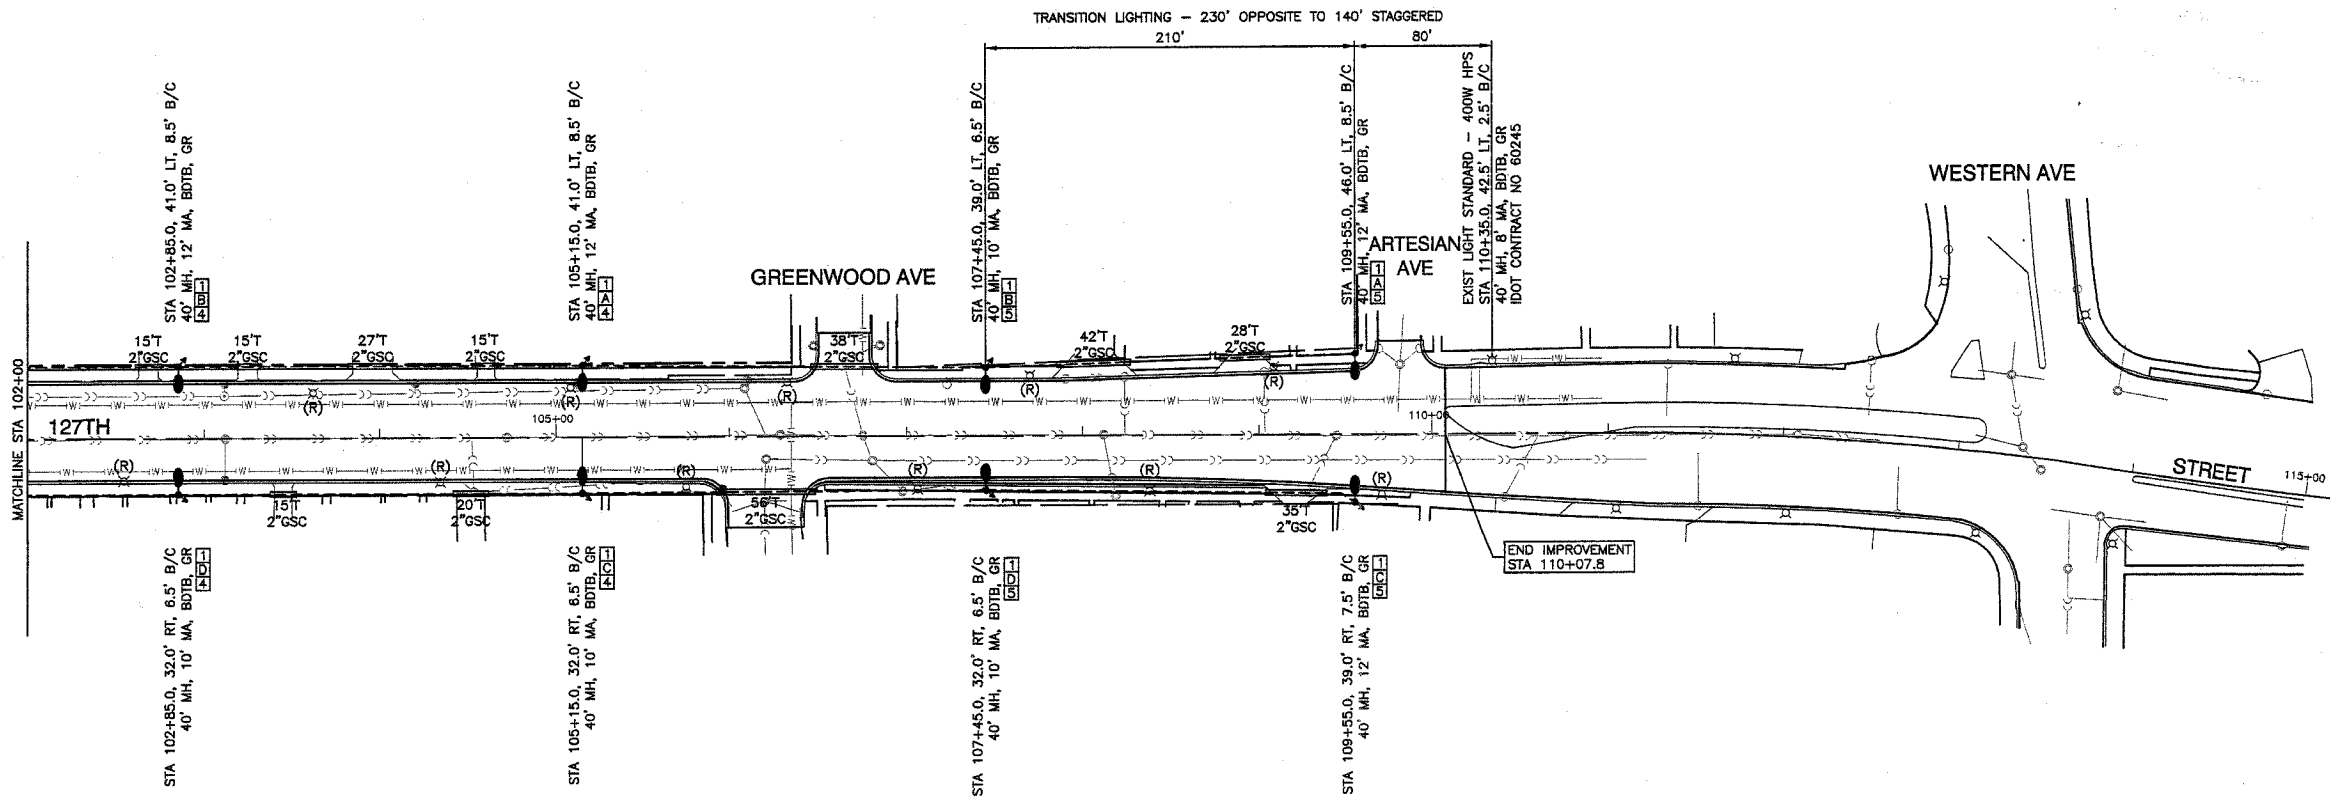 TRANSITION LIGHTING – 230' OPPOSITE TO 140' STAGGERED
210'
80'
STA 102+85.0, 41.0' LT, 8.5' B/C
40' MH, 12' MA, BDTB, GR
1
B
4
STA 105+15.0, 41.0' LT, 8.5' B/C
40' MH, 12' MA, BDTB, GR
1
A
4
STA 107+45.0, 39.0' LT, 6.5' B/C
40' MH, 10' MA, BDTB, GR
1
B
5
STA 109+55.0, 46.0' LT, 8.5' B/C
40' MH, 12' MA, BDTB, GR
1
A
5
EXIST LIGHT STANDARD – 400W HPS
STA 110+35.0, 42.5' LT, 2.5' B/C
40' MH, 8' MA, BDTB, GR
IDOT CONTRACT NO 60245
WESTERN AVE
ARTESIAN
AVE
GREENWOOD AVE
15'T
2"GSC
15'T
2"GSC
27'T
2"GSC
15'T
2"GSC
38'T
2"GSC
42'T
2"GSC
28'T
2"GSC
MATCHLINE STA 102+00
(R)
(R)
(R)
(R)
(R)
127TH
105+00
110+00
STREET
115+00
(R)
(R)
(R)
(R)
(R)
(R)
15'T
2"GSC
20'T
2"GSC
56'T
2"GSC
35'T
2"GSC
END IMPROVEMENT
STA 110+07.8
STA 102+85.0, 32.0' RT, 6.5' B/C
40' MH, 10' MA, BDTB, GR
1
D
4
STA 105+15.0, 32.0' RT, 6.5' B/C
40' MH, 10' MA, BDTB, GR
1
C
4
STA 107+45.0, 32.0' RT, 6.5' B/C
40' MH, 10' MA, BDTB, GR
1
D
5
STA 109+55.0, 39.0' RT, 7.5' B/C
40' MH, 12' MA, BDTB, GR
1
C
5